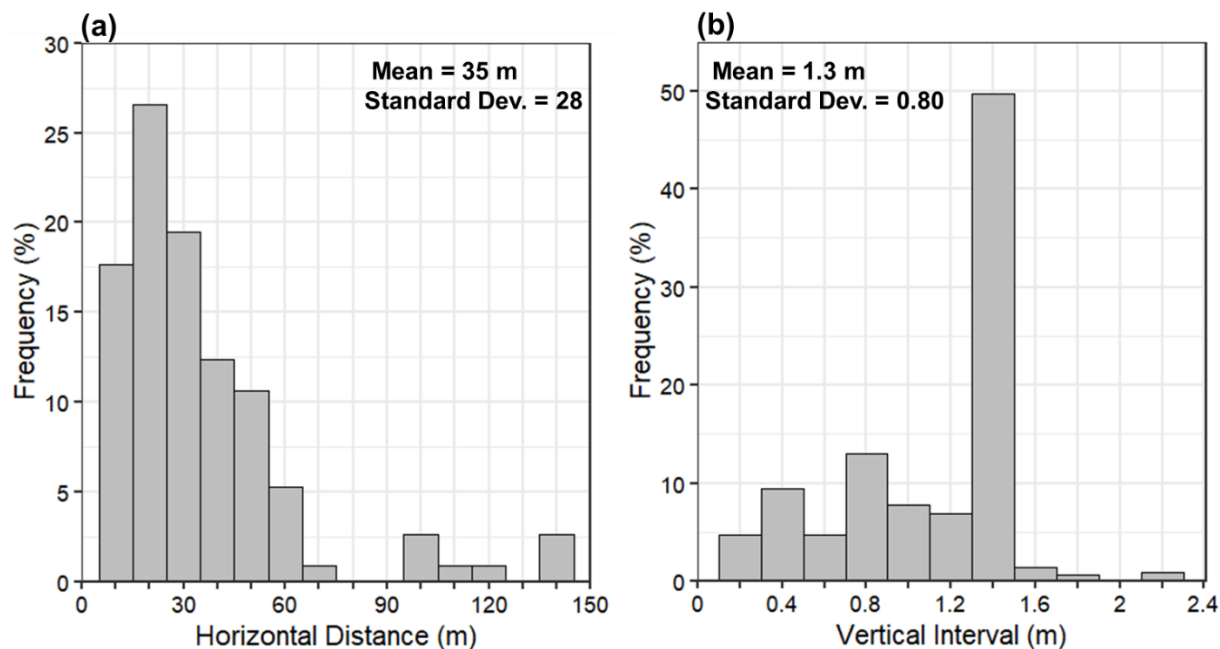 (a)
Mean = 35 m
Standard Dev. = 28
30
25
20
15
10
5
0
Frequency (%)
0 30 60 90 120 150
Horizontal Distance (m)
(b)
Mean = 1.3 m
Standard Dev. = 0.80
50
40
30
20
10
0
Frequency (%)
0 0.4 0.8 1.2 1.6 2 2.4
Vertical Interval (m)